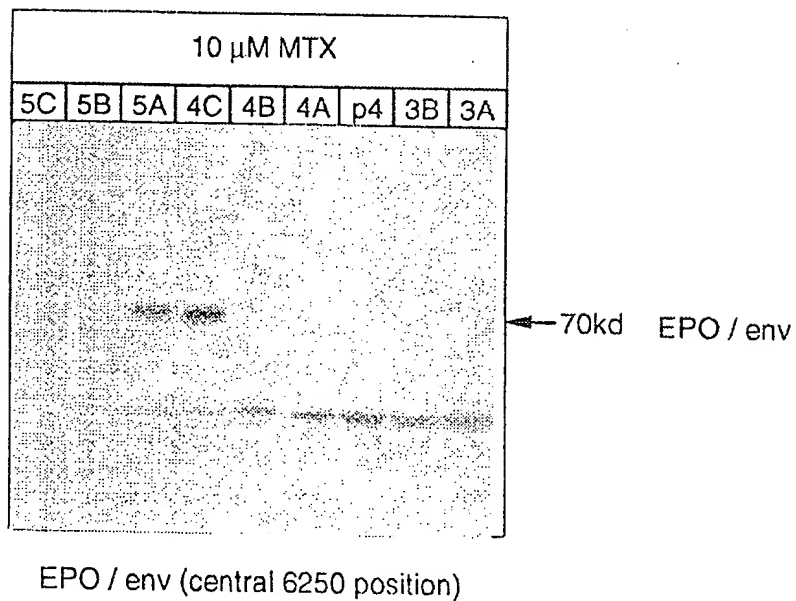 10 µM MTX
5C 5B 5A 4C 4B 4A p4 3B 3A
70kd EPO / env
EPO / env (central 6250 position)